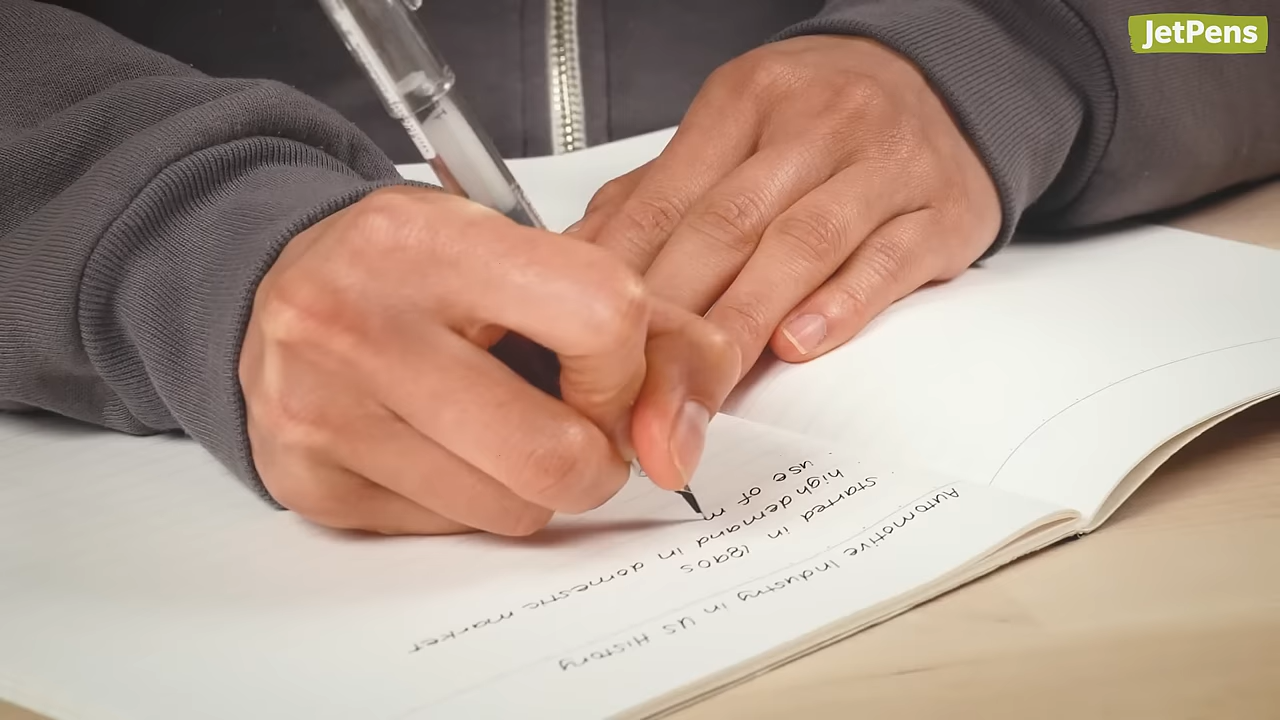 JetPens
Automotive Industry in US History
started in 1890s
high demand in domestic market
use of m